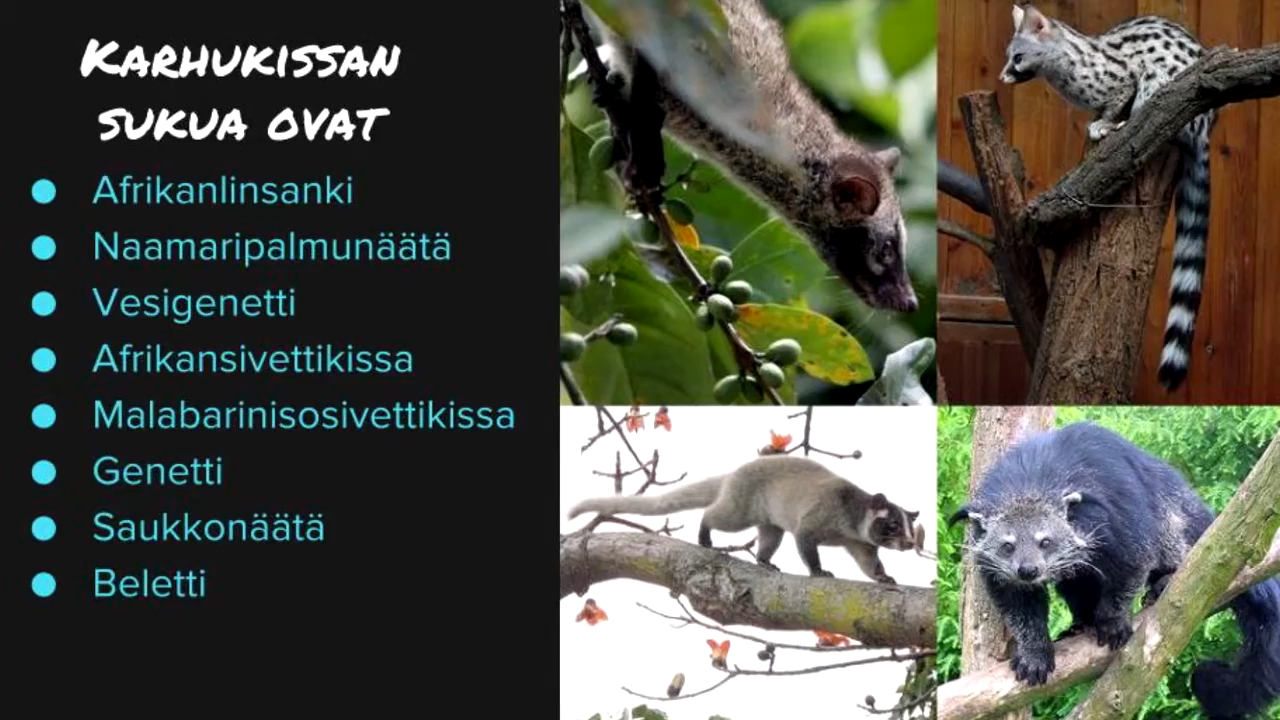 Karhukissan
sukua ovat
● Afrikanlinsanki
● Naamaripalmunäätä
● Vesigenetti
● Afrikansivettikissa
● Malabarinisosivettikissa
● Genetti
● Saukkonäätä
● Beletti